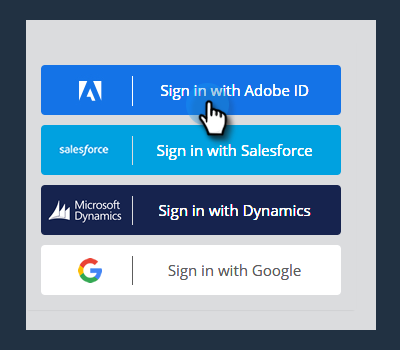 Sign in with Adobe ID
salesforce
Sign in with Salesforce
Microsoft
Dynamics
Sign in with Dynamics
Sign in with Google